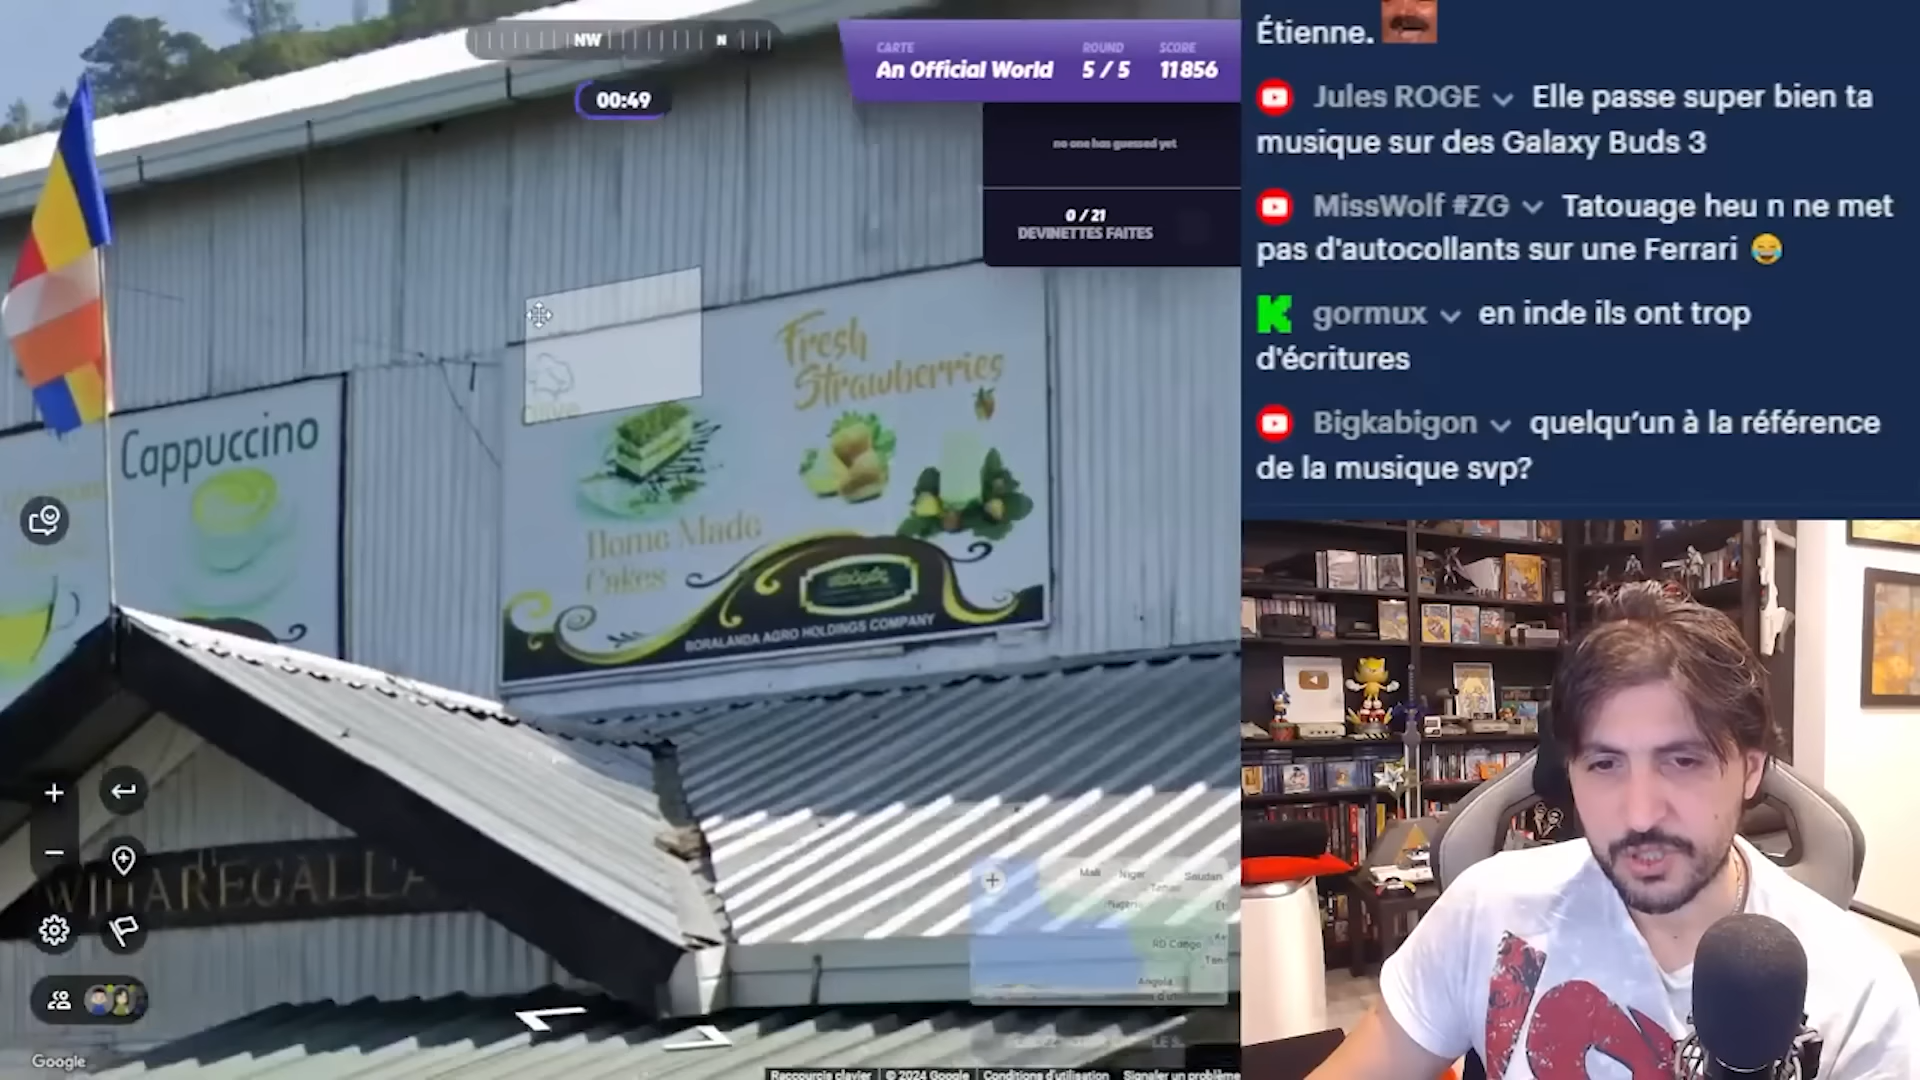 NW
N
00:49
CARTE
An Official World
ROUND
5 / 5
SCORE
11856
no one has guessed yet
0 / 21
DEVINETTES FAITES
Cappuccino
Fresh
Strawberries
Home Made
Cakes
BORALANDA AGRO HOLDINGS COMPANY
WIHAREGALLA
Mali
Niger
Soudan
RD Congo
Angola
Google
Raccourcis clavier
© 2024 Google
Conditions d'utilisation
Signaler un problème
Étienne.
Jules ROGE Elle passe super bien ta
musique sur des Galaxy Buds 3
MissWolf #ZG Tatouage heu n ne met
pas d'autocollants sur une Ferrari 😂
gormux en inde ils ont trop
d'écritures
Bigkabigon quelqu’un à la référence
de la musique svp?